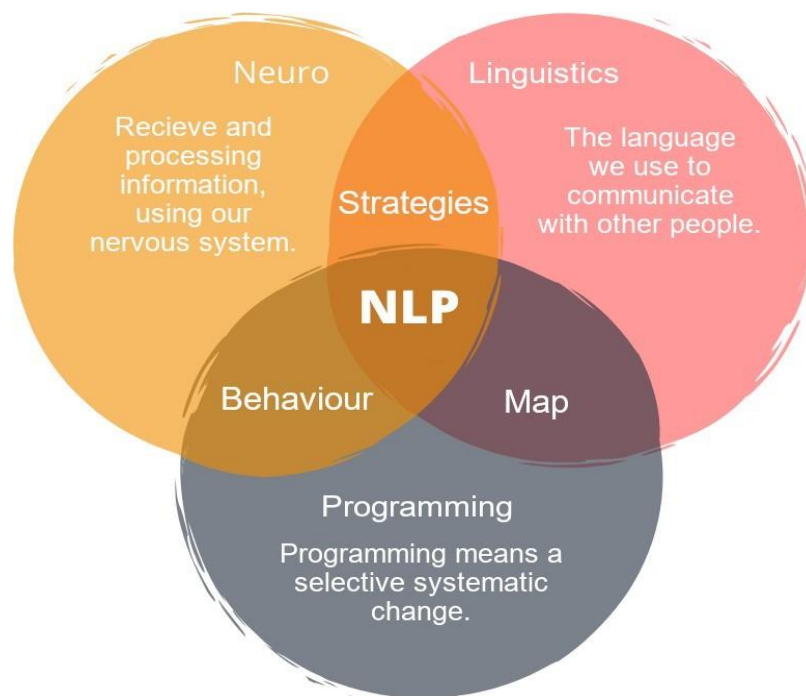 Neuro
Recieve and
processing
information,
using our
nervous system.
Linguistics
The language
we use to
communicate
with other people.
Strategies
NLP
Behaviour
Map
Programming
Programming means a
selective systematic
change.